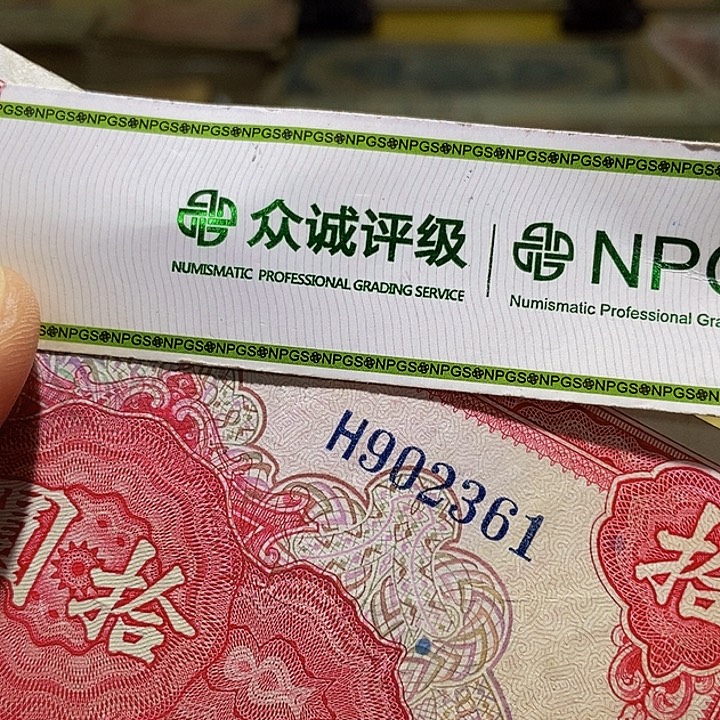 NPGS NPGS NPGS NPGS NPGS NPGS NPGS NPGS NPGS NPGS NPGS NPGS NPGS
众诚评级 NPG
NUMISMATIC PROFESSIONAL GRADING SERVICE Numismatic Professional Gra
NPGS NPGS NPGS NPGS NPGS NPGS NPGS NPGS NPGS NPGS NPGS NPGS NPGS
H902361
拾
拾